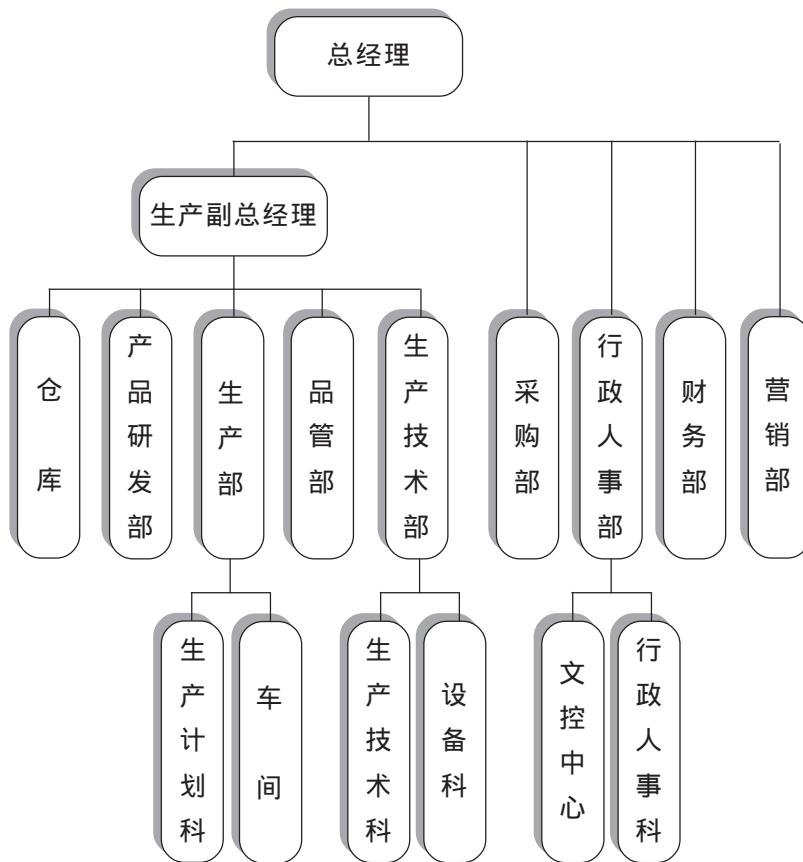 总经理
生产副总经理
仓库
产品研发部
生产部
品管部
生产技术部
采购部
行政人事部
财务部
营销部
生产计划科
车间
生产技术科
设备科
文控中心
行政人事科